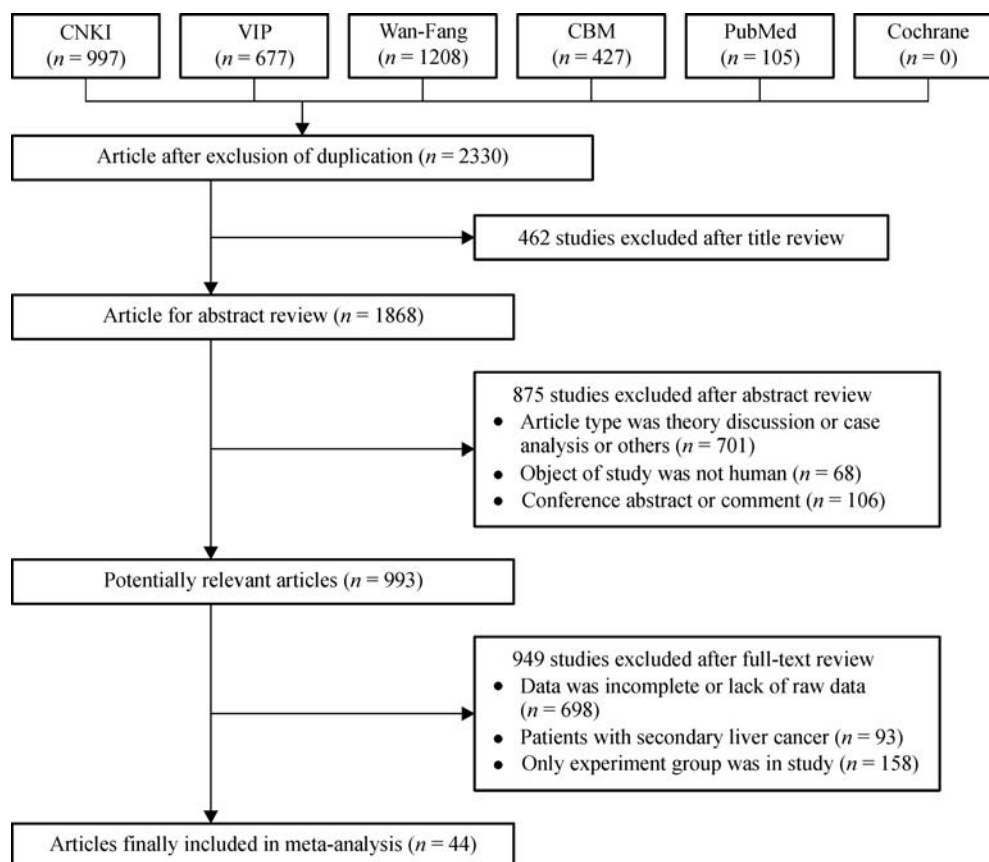 CNKI
(n = 997)
VIP
(n = 677)
Wan-Fang
(n = 1208)
CBM
(n = 427)
PubMed
(n = 105)
Cochrane
(n = 0)
Article after exclusion of duplication (n = 2330)
462 studies excluded after title review
Article for abstract review (n = 1868)
875 studies excluded after abstract review
● Article type was theory discussion or case
analysis or others (n = 701)
● Object of study was not human (n = 68)
● Conference abstract or comment (n = 106)
Potentially relevant articles (n = 993)
949 studies excluded after full-text review
● Data was incomplete or lack of raw data
(n = 698)
● Patients with secondary liver cancer (n = 93)
● Only experiment group was in study (n = 158)
Articles finally included in meta-analysis (n = 44)